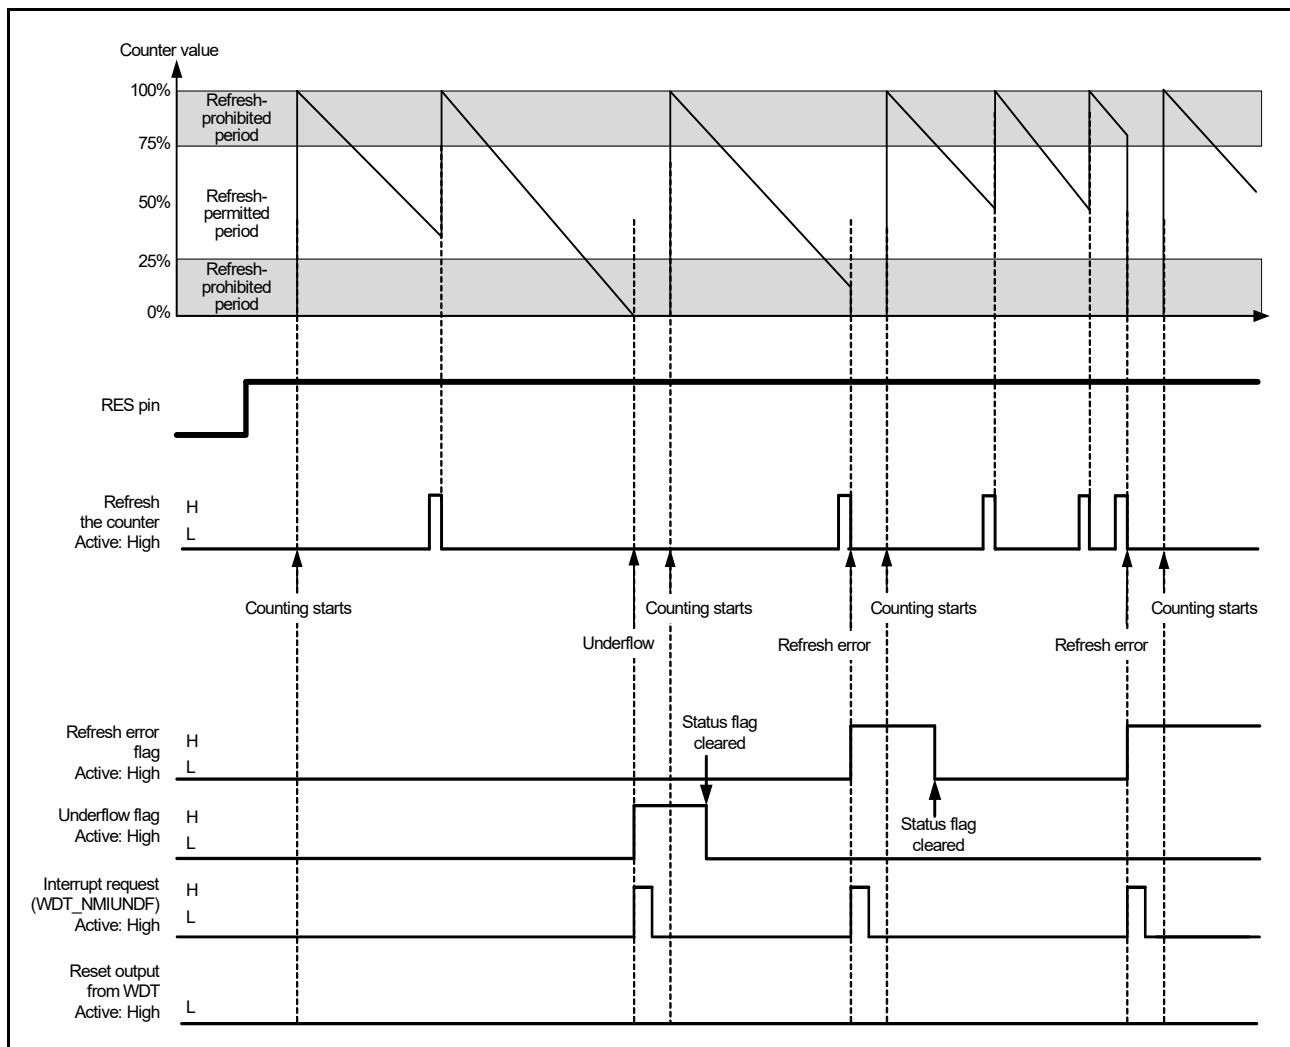 Counter value
100%
Refresh-
prohibited
period
75%
50%
Refresh-
permitted
period
25%
Refresh-
prohibited
period
0%
RES pin
Refresh
the counter
Active: High
H
L
Counting starts
Counting starts
Counting starts
Counting starts
Underflow
Refresh error
Refresh error
Refresh error
flag
Active: High
H
L
Status flag
cleared
Underflow flag
Active: High
H
L
Status flag
cleared
Interrupt request
(WDT_NMIUNDF)
Active: High
H
L
Reset output
from WDT
Active: High
L